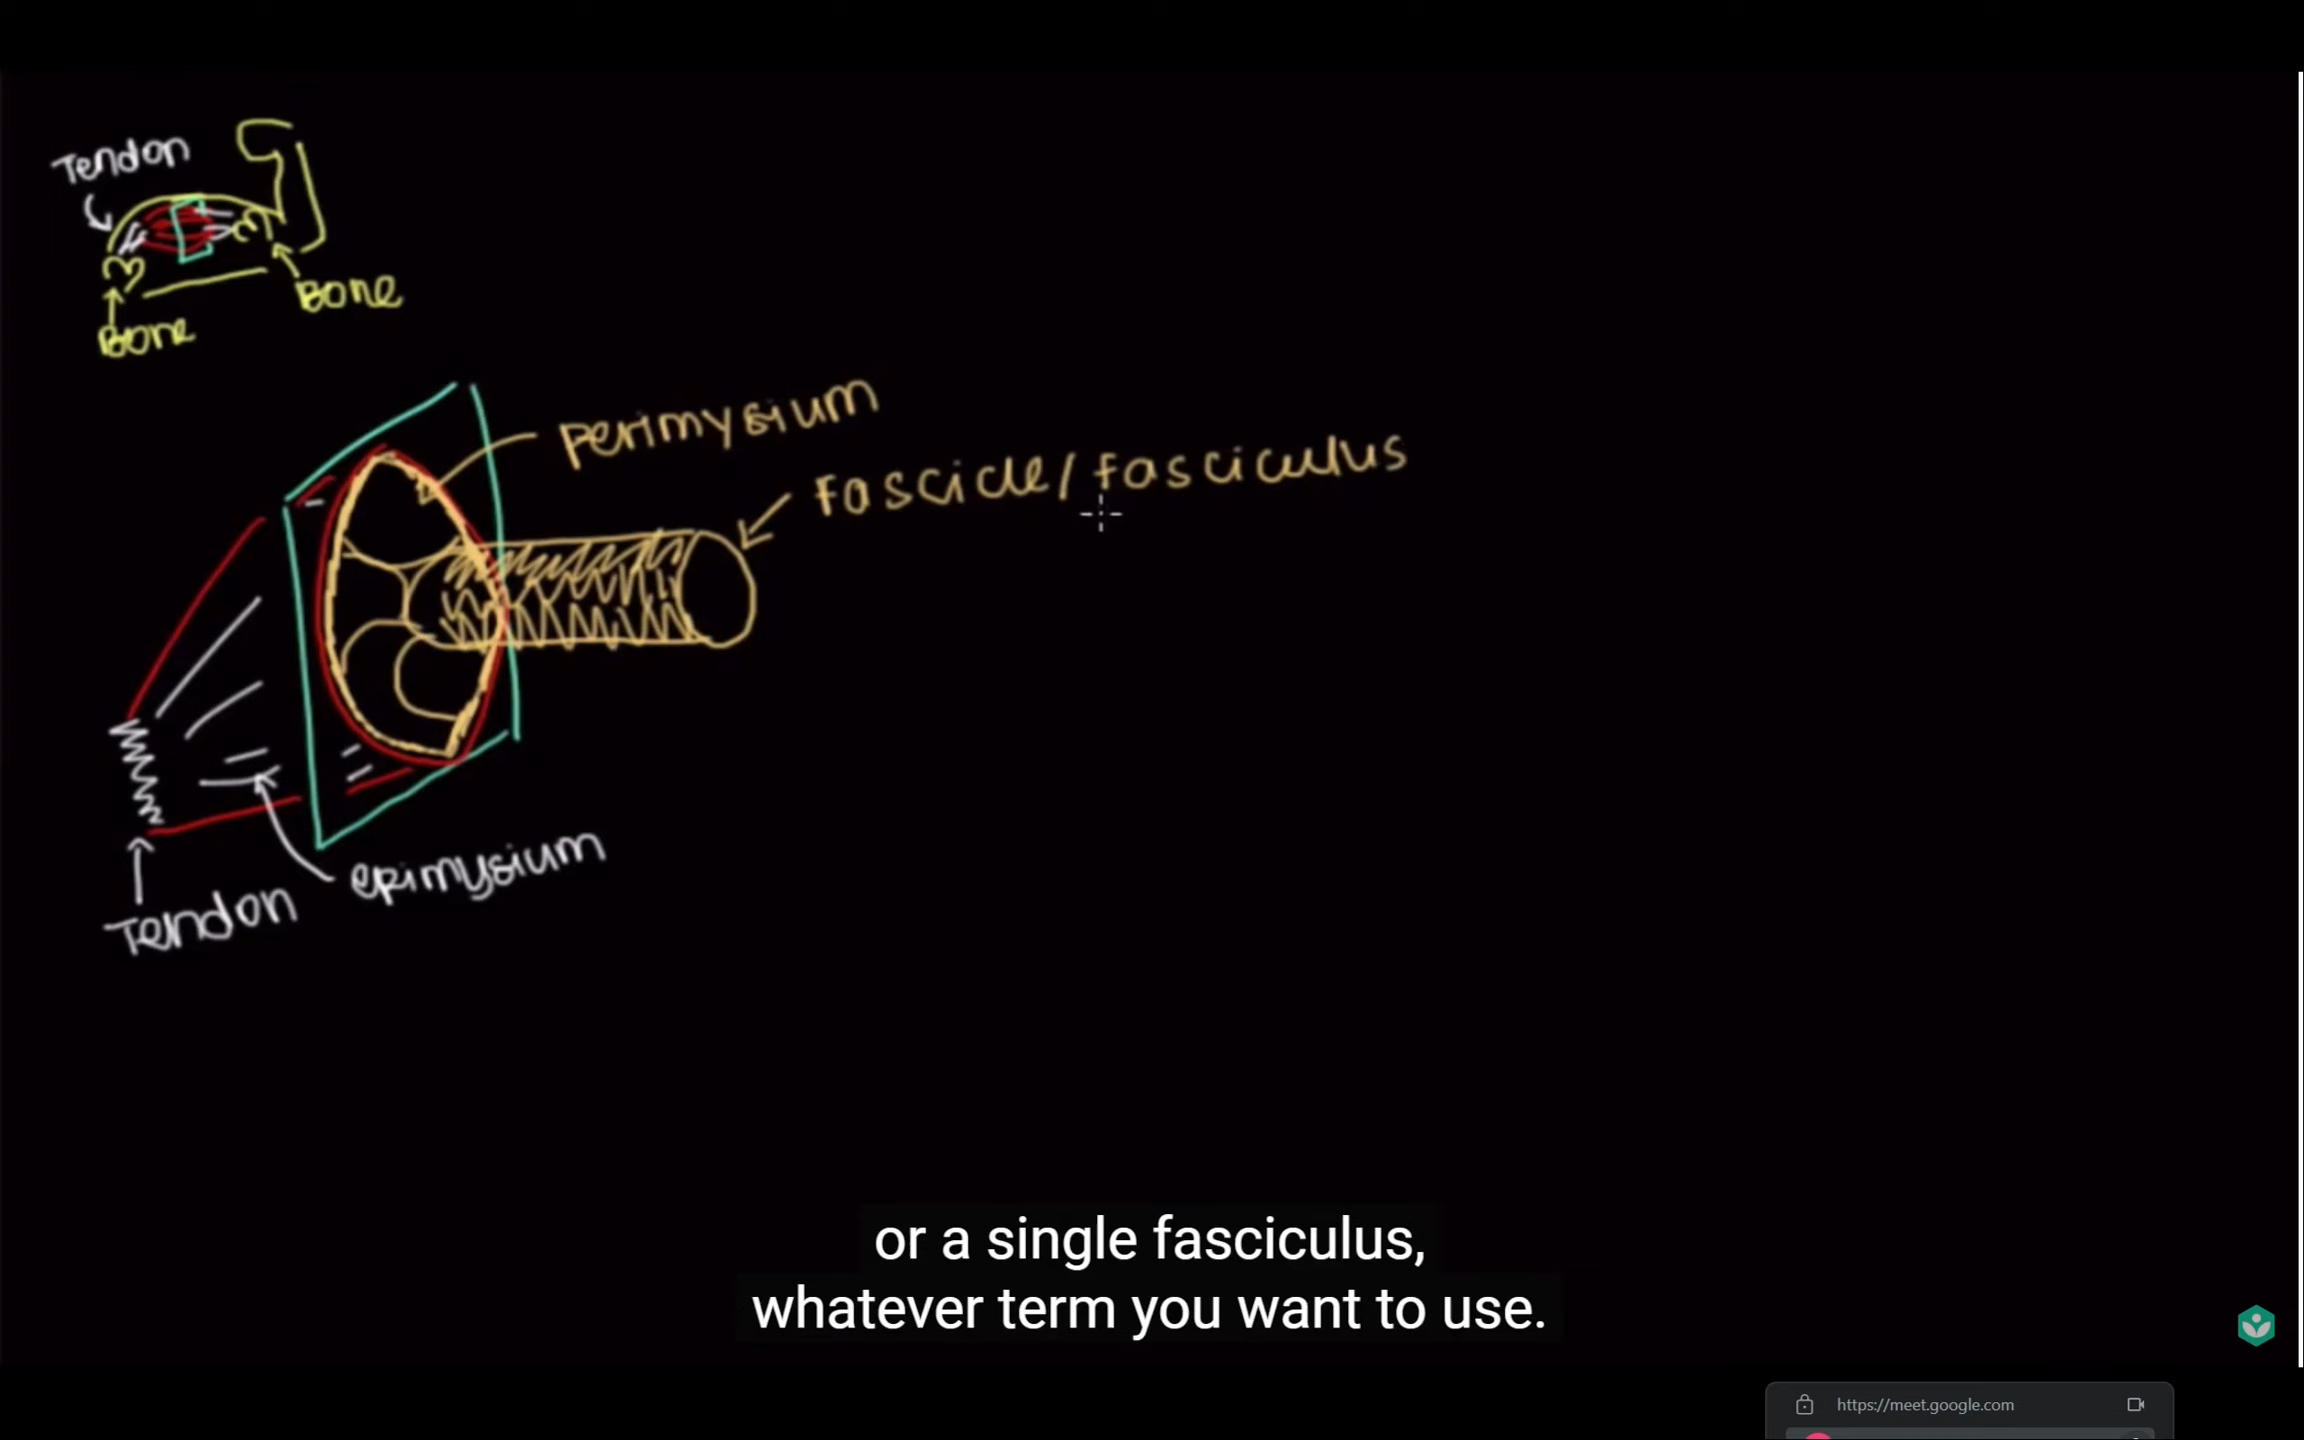 Tendon
Bone
Bone
Perimysium
Fascicle/fasciculus
epimysium
Tendon
or a single fasciculus,
whatever term you want to use.
https://meet.google.com